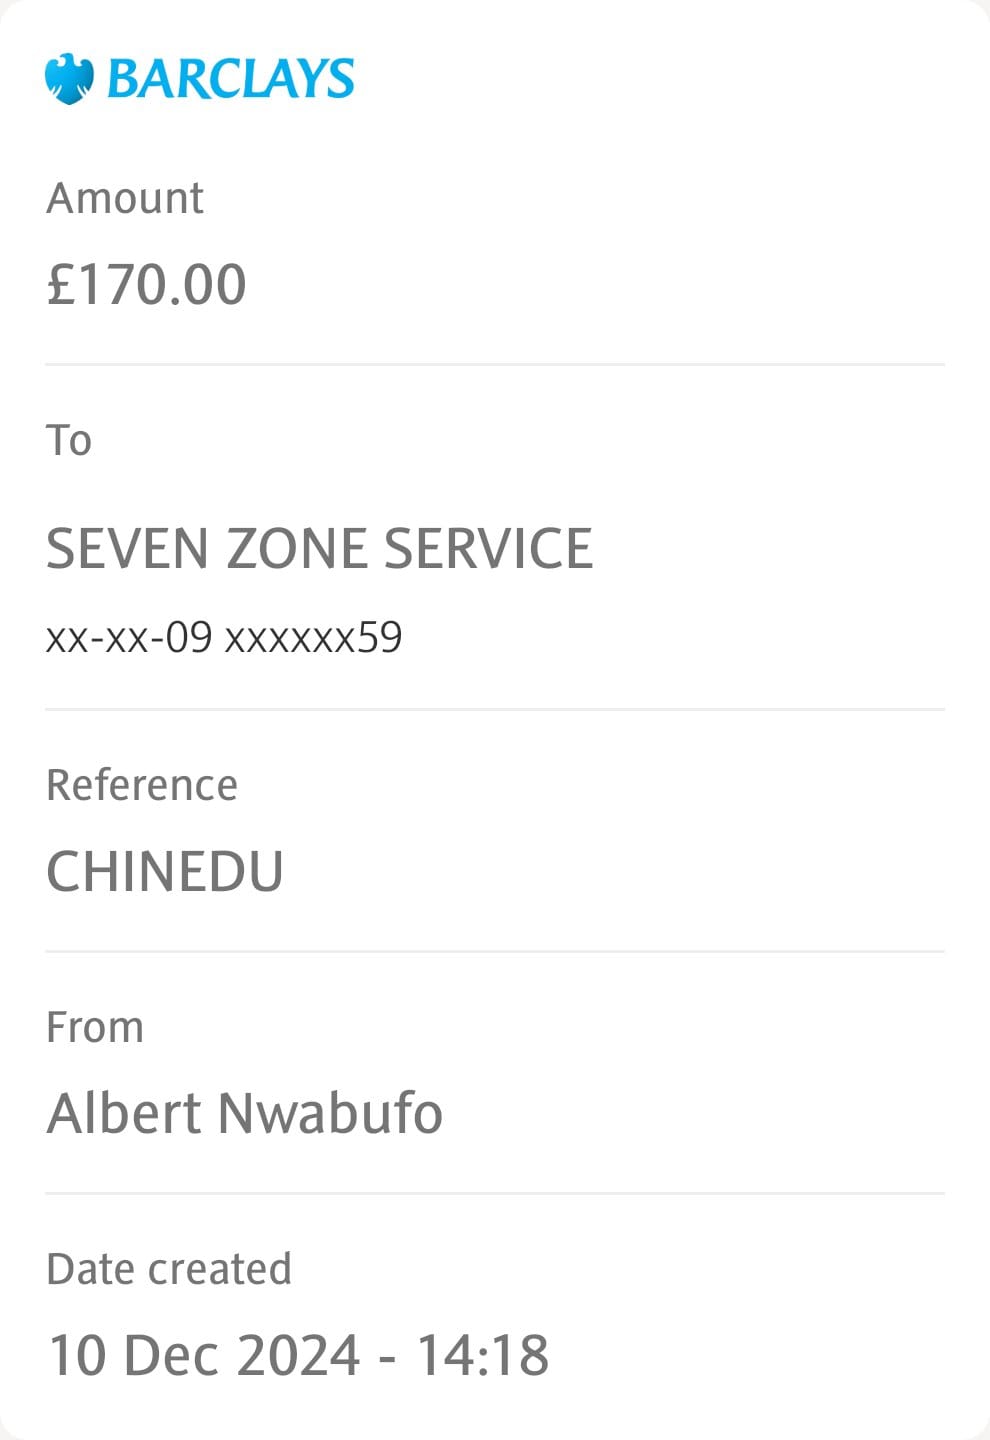 BARCLAYS
Amount
£170.00
To
SEVEN ZONE SERVICE
xx-xx-09 xxxxxx59
Reference
CHINEDU
From
Albert Nwabufo
Date created
10 Dec 2024 - 14:18